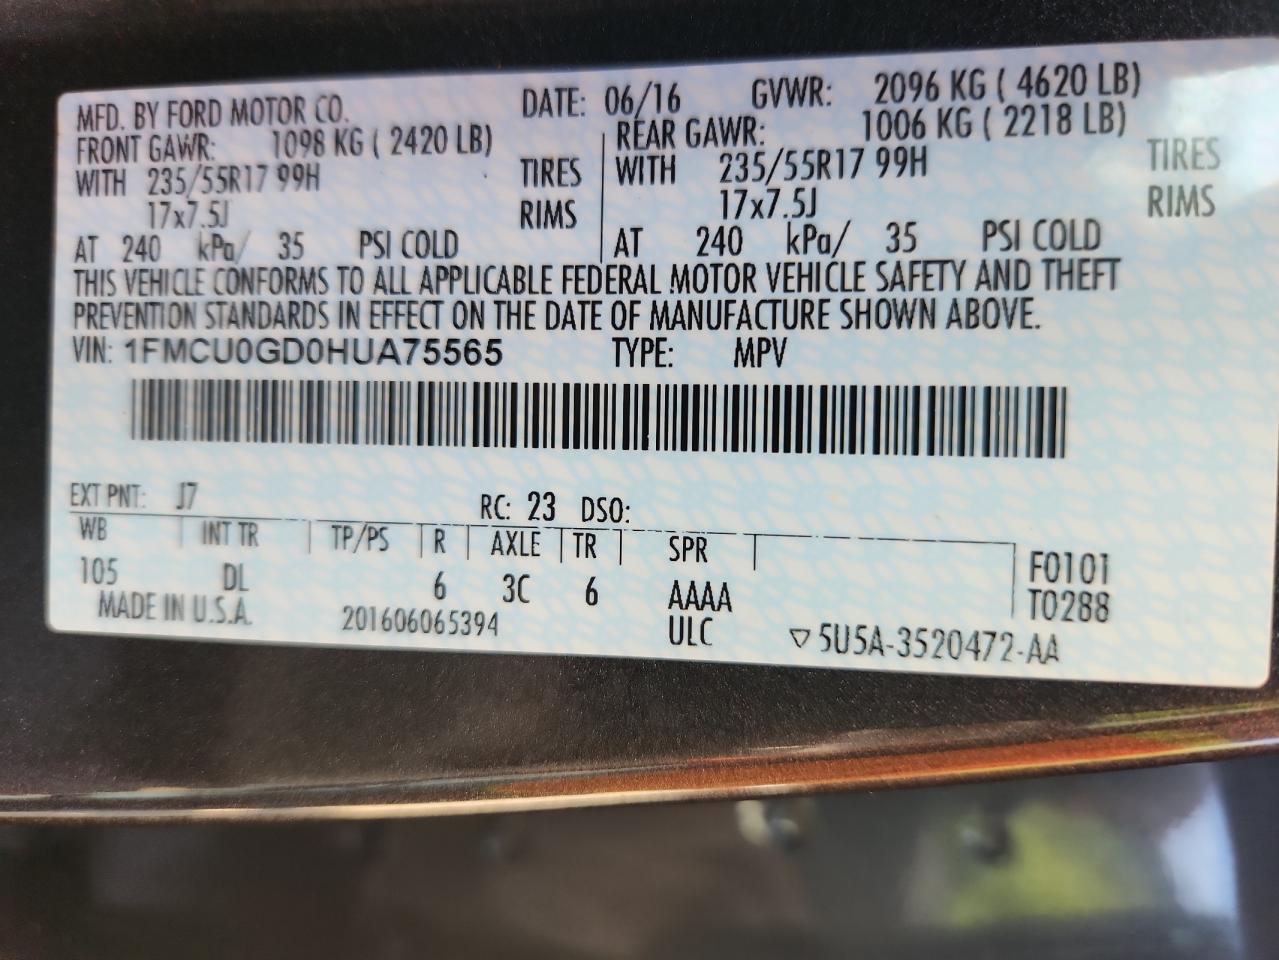 MFD. BY FORD MOTOR CO. DATE: 06/16 GVWR: 2096 KG ( 4620 LB)
FRONT GAWR: 1098 KG ( 2420 LB) REAR GAWR: 1006 KG ( 2218 LB)
WITH 235/55R17 99H TIRES WITH 235/55R17 99H TIRES
17x7.5J RIMS 17x7.5J RIMS
AT 240 kPa/ 35 PSI COLD AT 240 kPa/ 35 PSI COLD
THIS VEHICLE CONFORMS TO ALL APPLICABLE FEDERAL MOTOR VEHICLE SAFETY AND THEFT
PREVENTION STANDARDS IN EFFECT ON THE DATE OF MANUFACTURE SHOWN ABOVE.
VIN: 1FMCU0GD0HUA75565 TYPE: MPV
EXT PNT: J7 RC: 23 DSO:
WB INT TR TP/PS R AXLE TR SPR
105 DL 6 3C 6 AAAA F0101
MADE IN U.S.A. 201606065394 ULC T0288
▽ 5U5A-3520472-AA